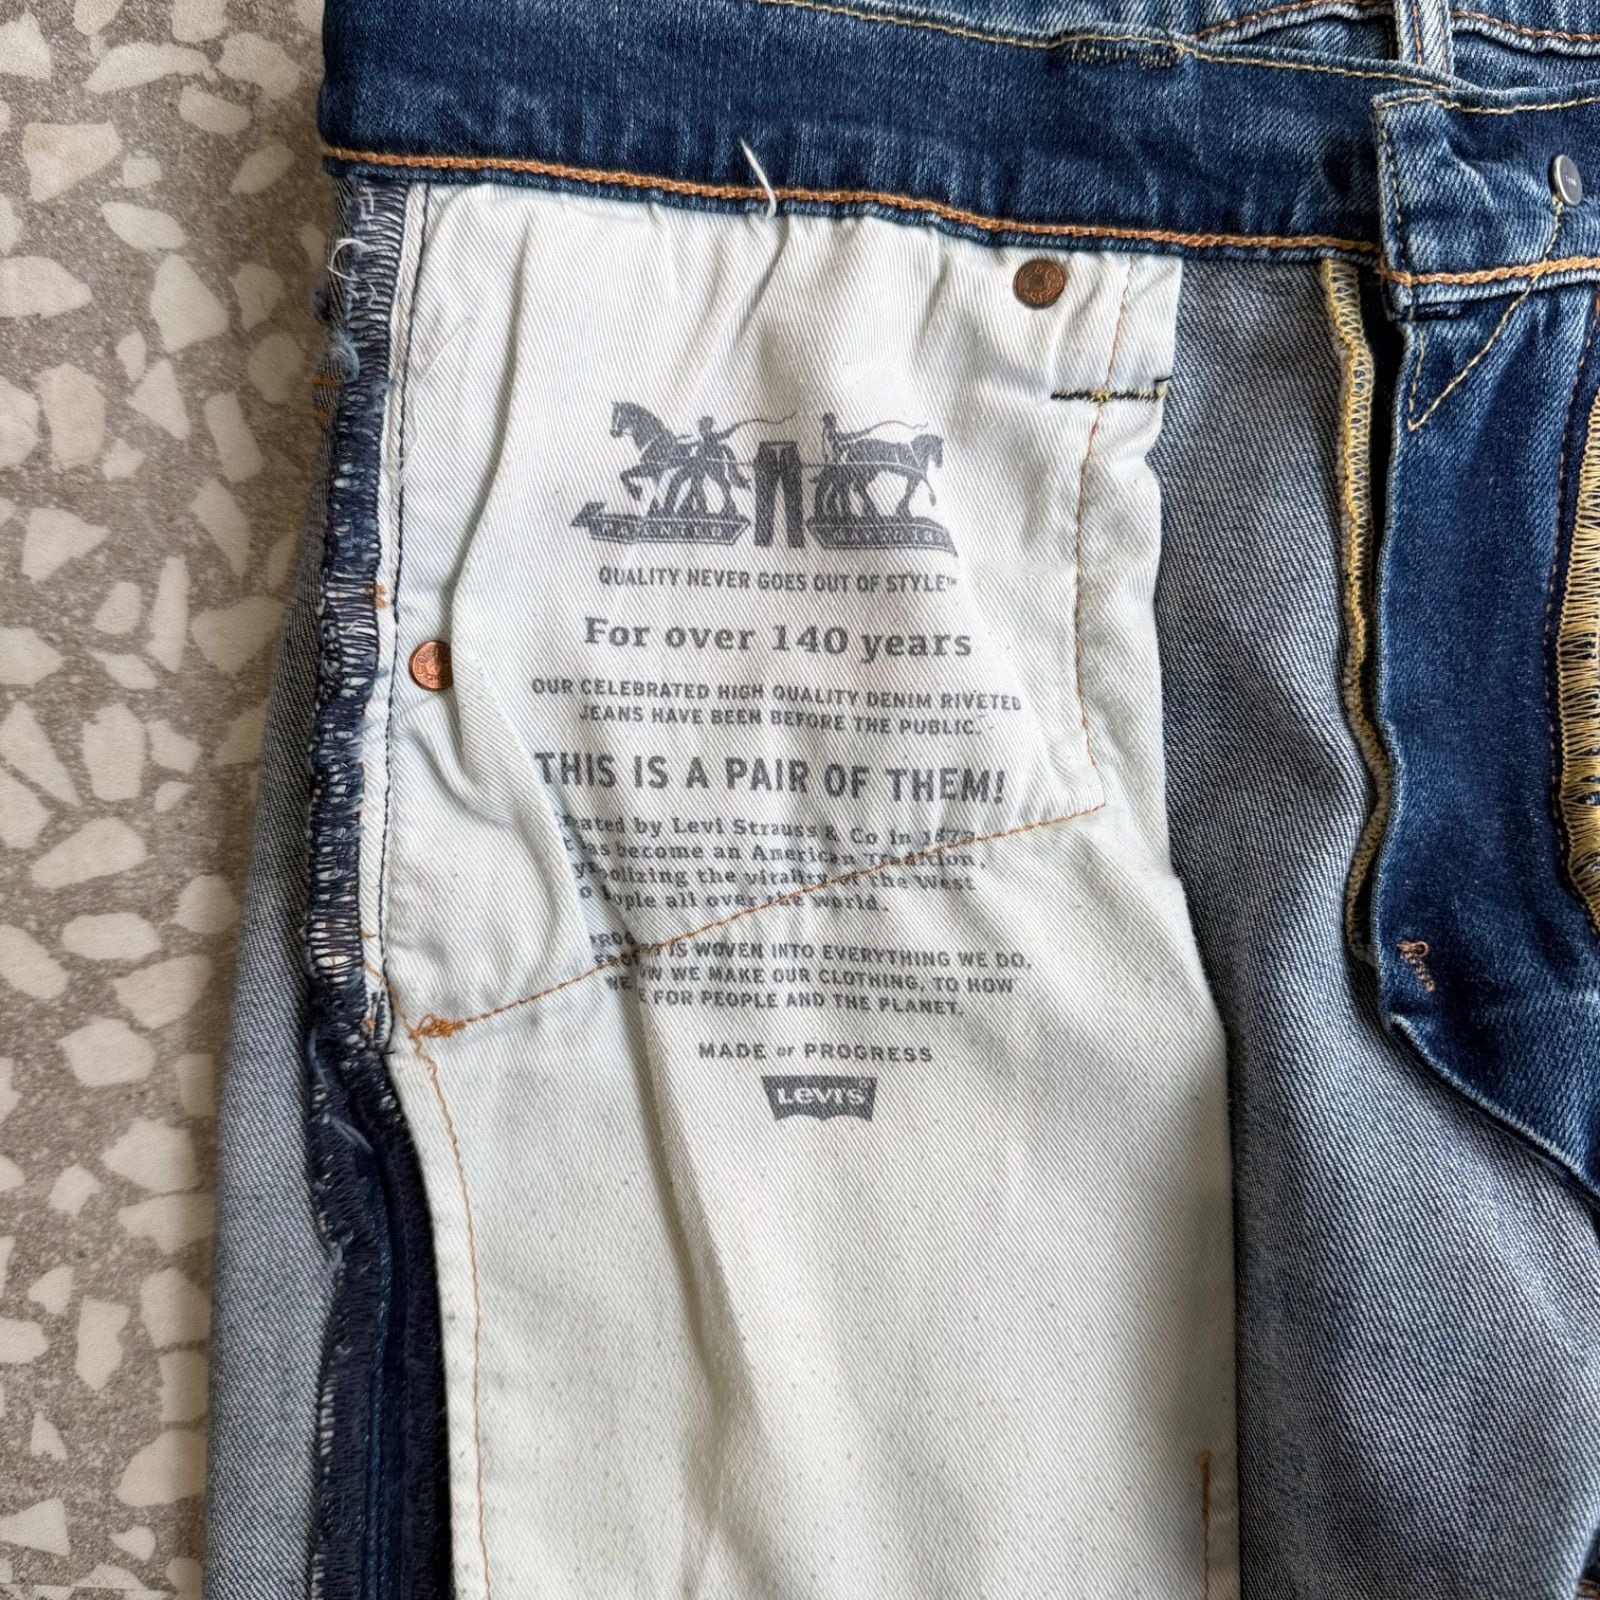 QUALITY NEVER GOES OUT OF STYLE™
For over 140 years
OUR CELEBRATED HIGH QUALITY DENIM RIVETED
JEANS HAVE BEEN BEFORE THE PUBLIC.
THIS IS A PAIR OF THEM!
by Levi Strauss & Co in
become an American Tradition,
the vitality of the West
all over the world.
IS WOVEN INTO EVERYTHING WE DO,
WE MAKE OUR CLOTHING, TO HOW
WE FOR PEOPLE AND THE PLANET.
MADE OF PROGRESS
LEVI'S